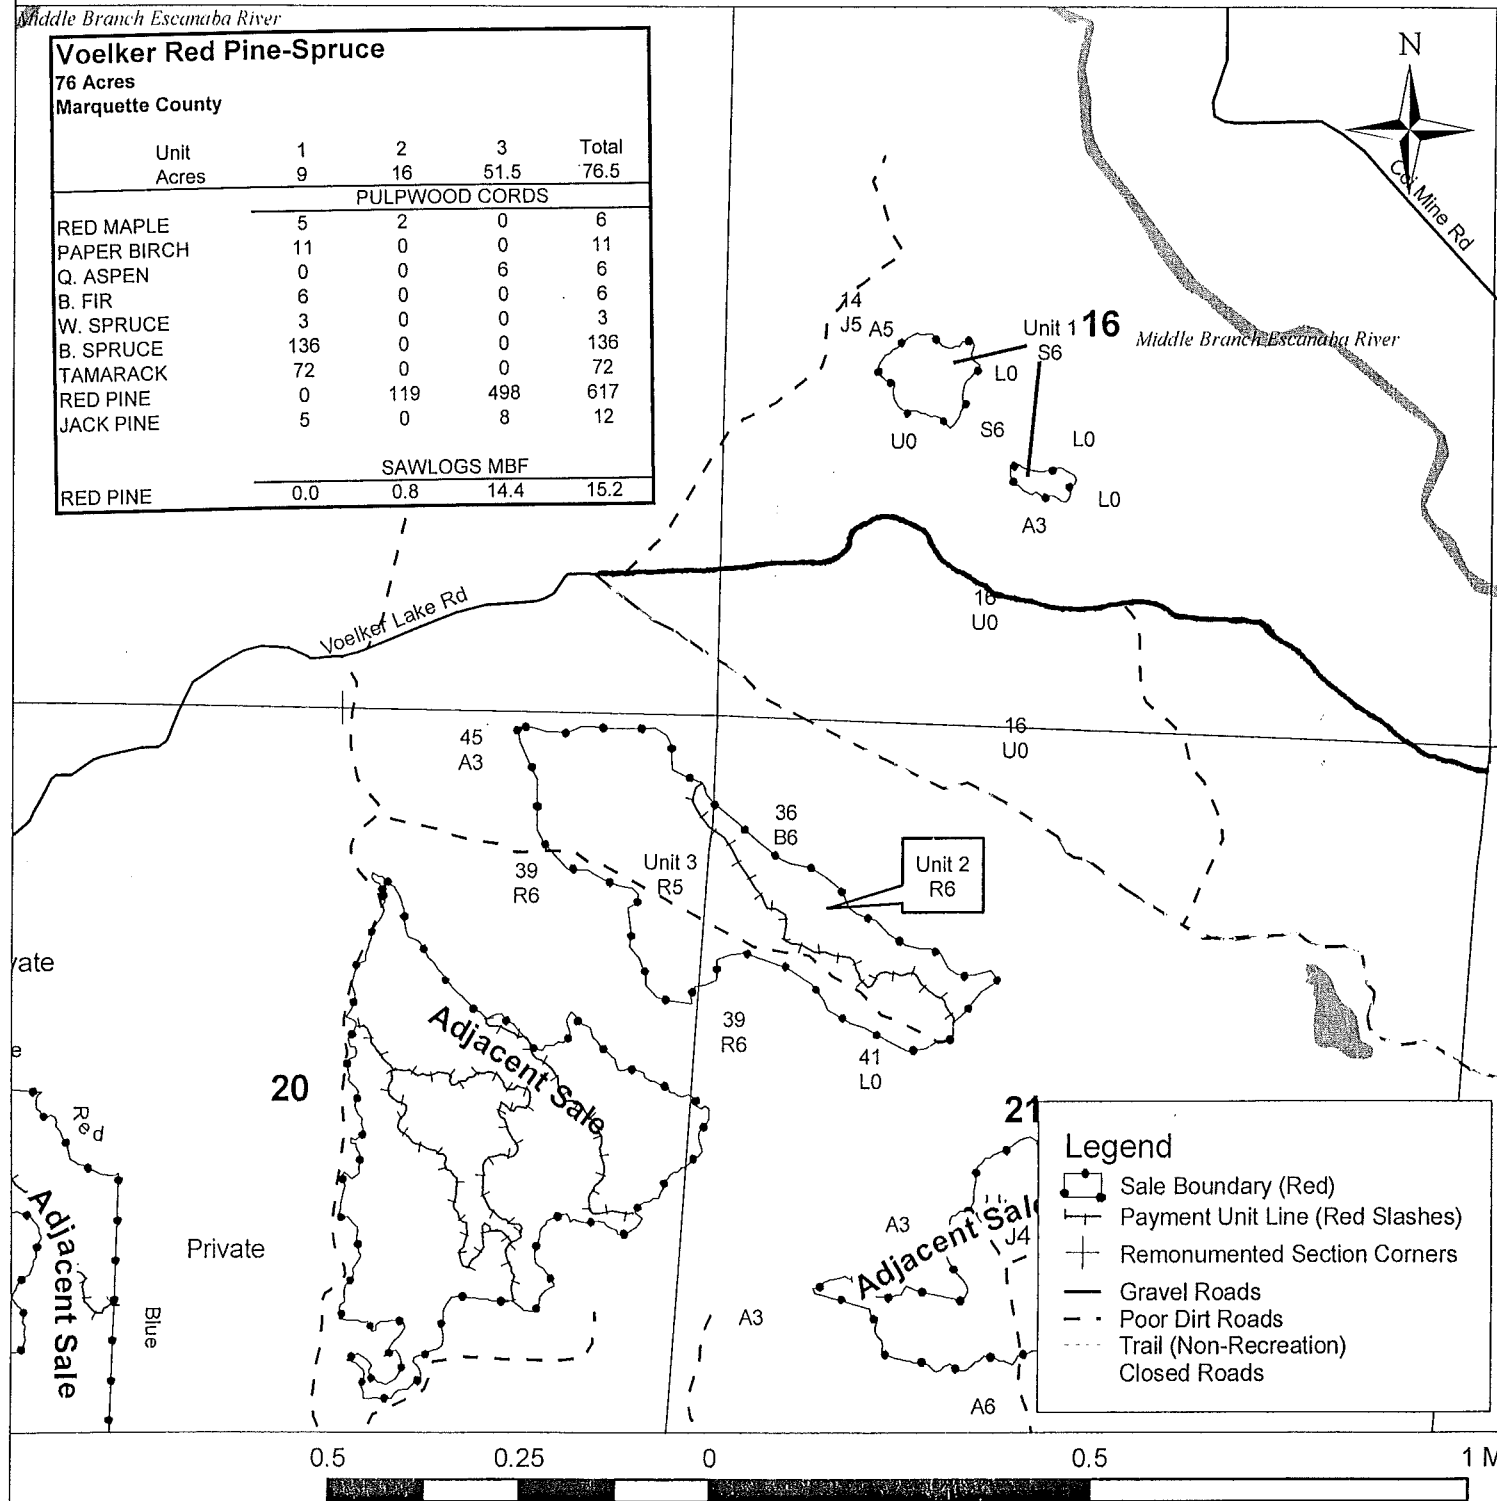 Middle Branch Escanaba River
Voelker Red Pine-Spruce
76 Acres
Marquette County
Unit 1 2 3 Total
Acres 9 16 51.5 76.5
PULPWOOD CORDS
RED MAPLE 5 2 0 6
PAPER BIRCH 11 0 0 11
Q. ASPEN 0 0 6 6
B. FIR 6 0 0 6
W. SPRUCE 3 0 0 3
B. SPRUCE 136 0 0 136
TAMARACK 72 0 0 72
RED PINE 0 119 498 617
JACK PINE 5 0 8 12
SAWLOGS MBF
RED PINE 0.0 0.8 14.4 15.2
N
Mine Rd
14
J5
A5
Unit 1
S6
16
Middle Branch Escanaba River
L0
S6
U0
L0
L0
A3
Voelker Lake Rd
16
U0
16
U0
45
A3
36
B6
Unit 3
R5
39
R6
Unit 2
R6
vate
e
39
R6
41
L0
Adjacent Sale
20
21
Red
Adjacent Sale
Private
Blue
A3
A3
Adjacent Sale
J4
A6
Legend
Sale Boundary (Red)
Payment Unit Line (Red Slashes)
Remonumented Section Corners
Gravel Roads
Poor Dirt Roads
Trail (Non-Recreation)
Closed Roads
0.5 0.25 0 0.5 1 M